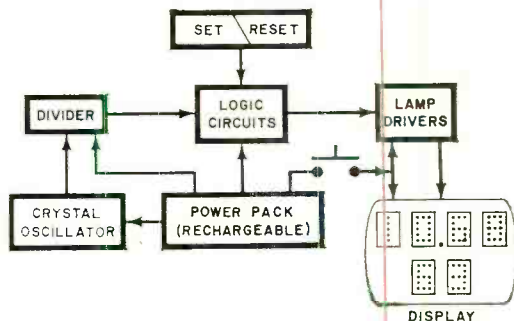 SET RESET
DIVIDER
LOGIC
CIRCUITS
LAMP
DRIVERS
CRYSTAL
OSCILLATOR
POWER PACK
(RECHARGEABLE)
DISPLAY